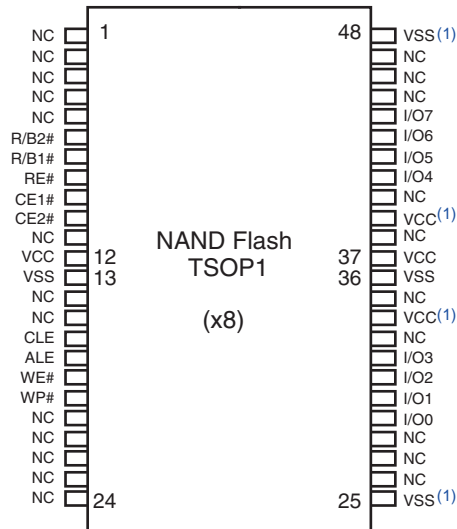 NC 1 48 VSS (1)
NC NC
NC NC
NC NC
NC I/O7
R/B2# I/O6
R/B1# I/O5
RE# I/O4
CE1# NC
CE2# VCC (1)
NC NC
VCC 12 37 VCC
VSS 13 36 VSS
NC NC
NC VCC (1)
CLE NC
ALE I/O3
WE# I/O2
WP# I/O1
NC I/O0
NC NC
NC NC
NC NC
NC 24 25 VSS (1)
NAND Flash
TSOP1
(x8)